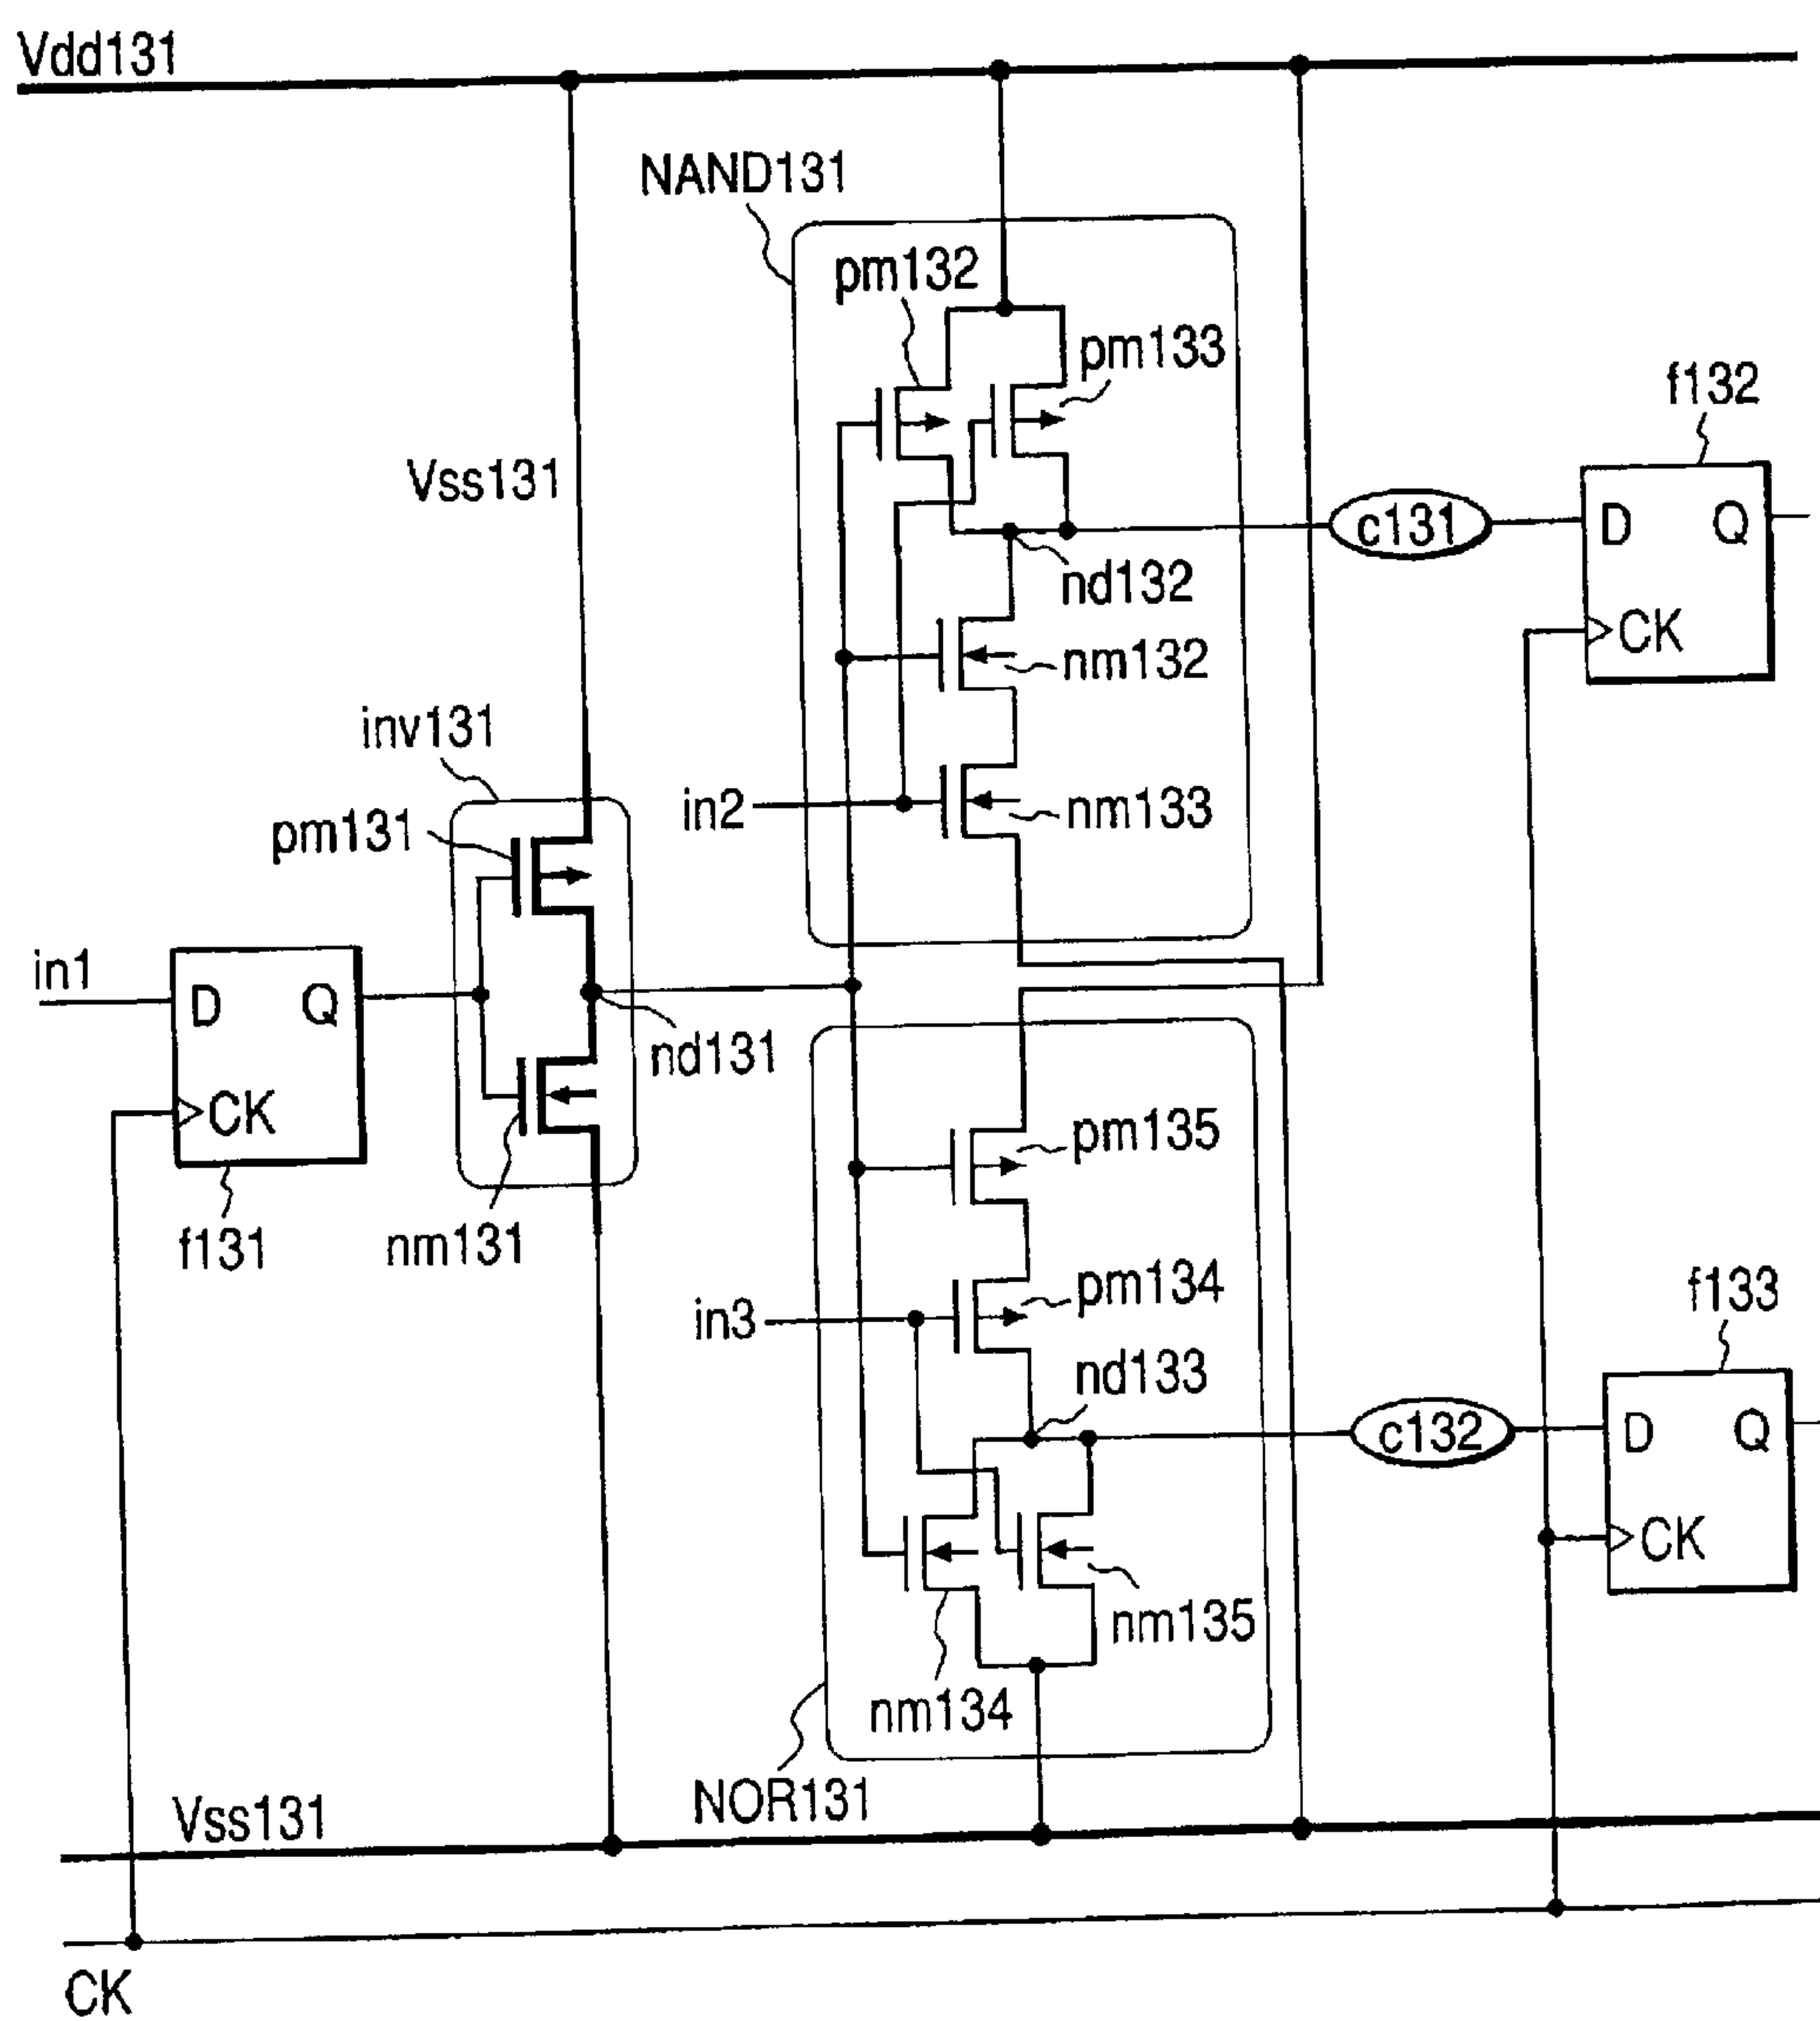 Vdd131
NAND131
pm132
pm133
f132
Vss131
c131
D Q
nd132
CK
nm132
inv131
in2
nm133
pm131
in1
D Q
nd131
CK
pm135
f131
nm131
pm134
in3
f133
nd133
c132
D Q
CK
nm135
nm134
NOR131
Vss131
CK